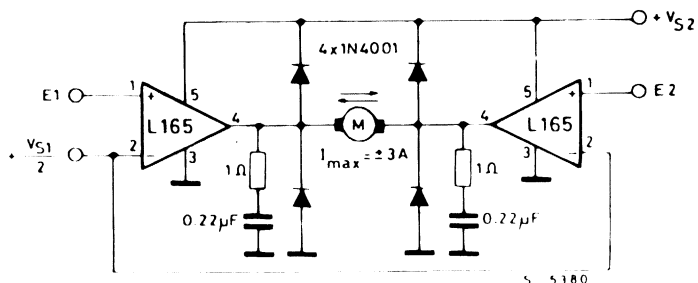 + VS2
4x1N4001
E1
1
+
5
L165
4
3
2
−
+ VS1
2
M
Imax = ± 3A
1Ω
0.22µF
1Ω
0.22µF
4
5
L165
3
1
+
2
−
E2
S 5380